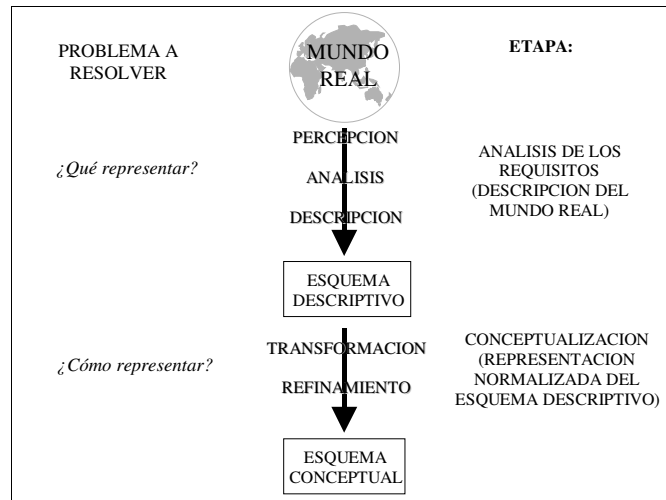 PROBLEMA A
RESOLVER
MUNDO
REAL
ETAPA:
¿Qué representar?
PERCEPCION
ANALISIS
DESCRIPCION
ANALISIS DE LOS
REQUISITOS
(DESCRIPCION DEL
MUNDO REAL)
ESQUEMA
DESCRIPTIVO
¿Cómo representar?
TRANSFORMACION
REFINAMIENTO
CONCEPTUALIZACION
(REPRESENTACION
NORMALIZADA DEL
ESQUEMA DESCRIPTIVO)
ESQUEMA
CONCEPTUAL